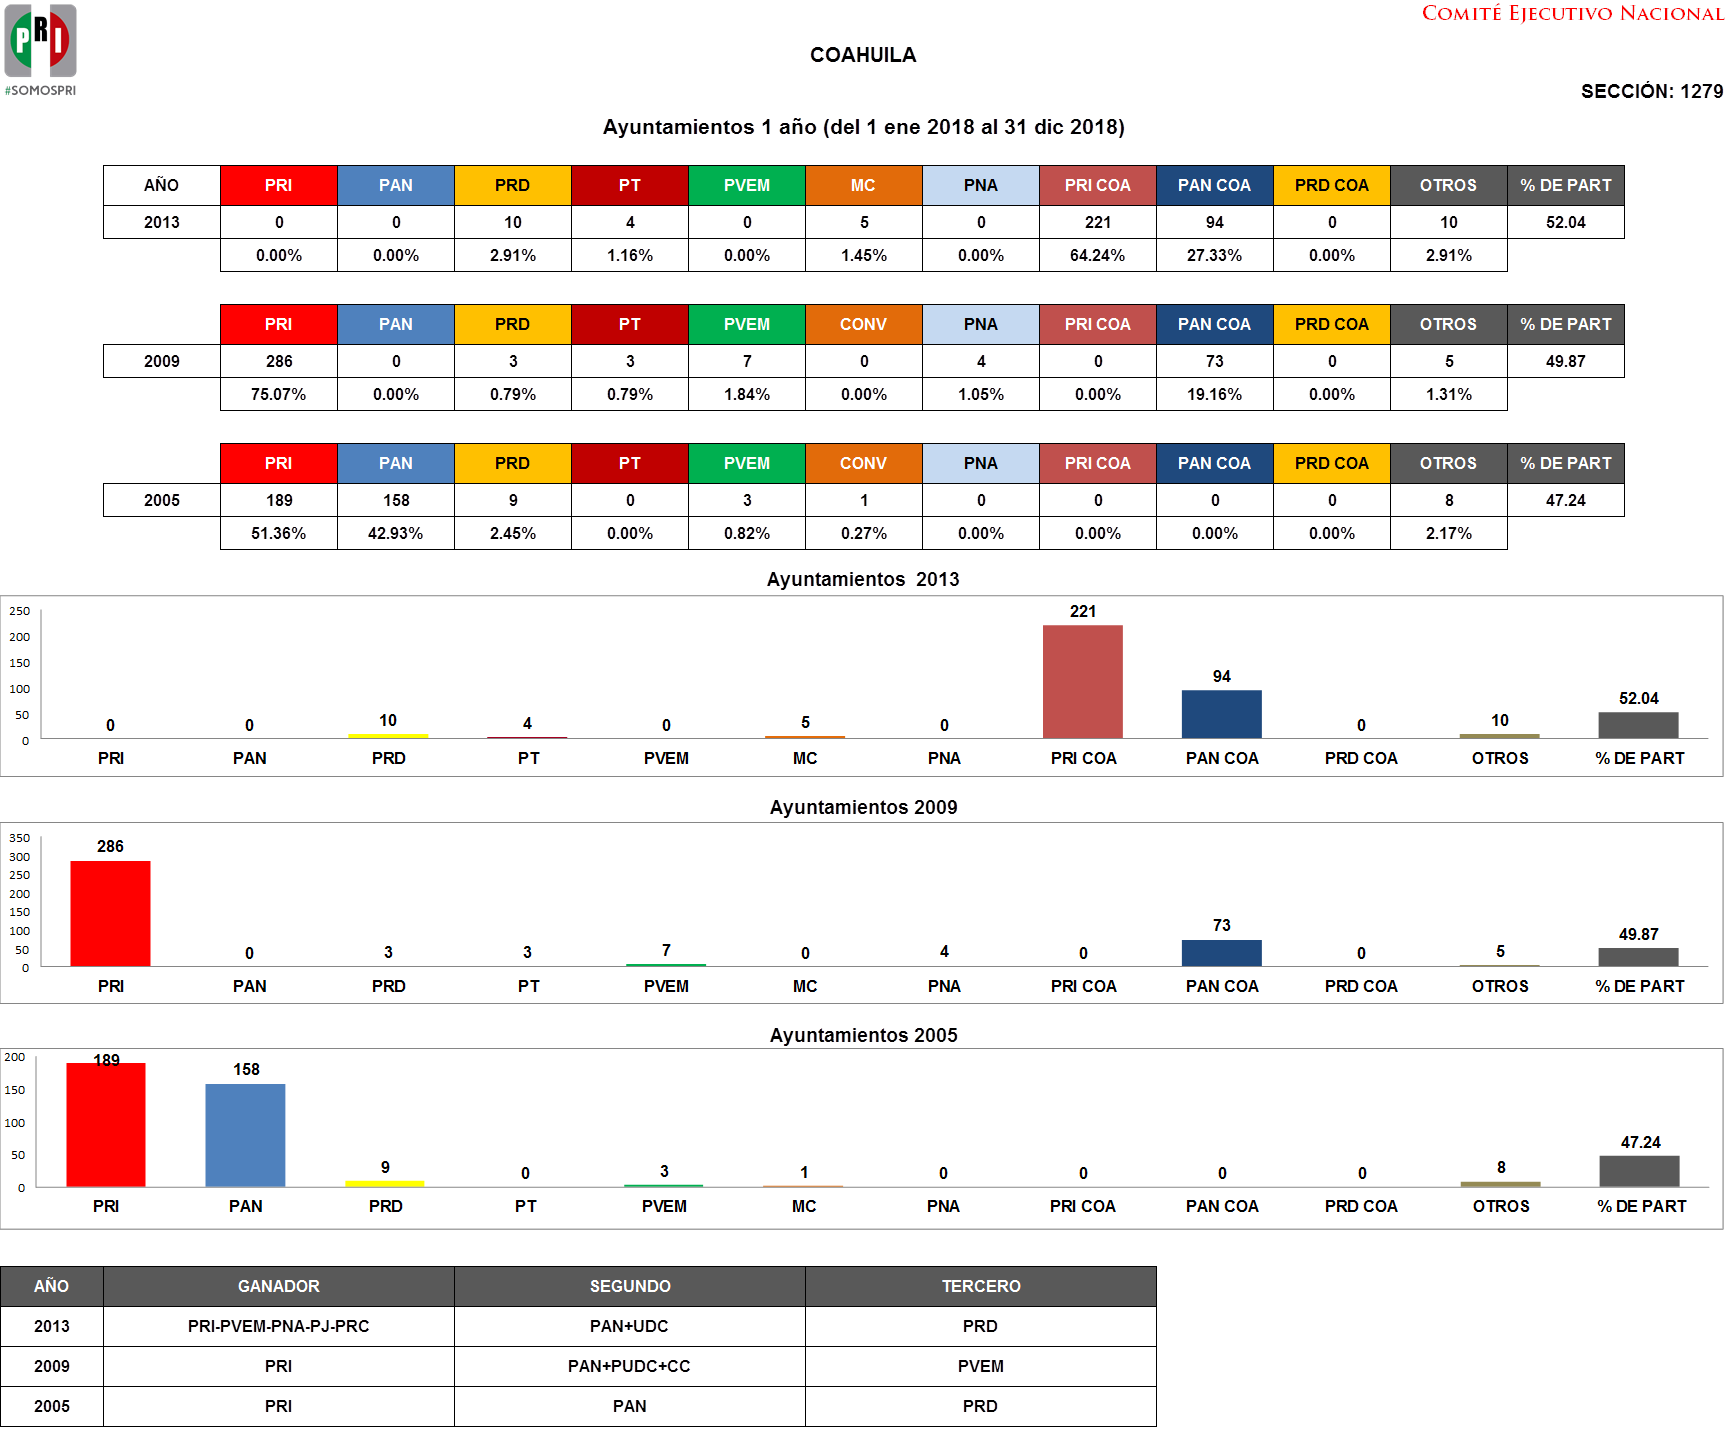 COMITÉ EJECUTIVO NACIONAL
PRI
#SOMOSPRI
COAHUILA
SECCIÓN: 1279
Ayuntamientos 1 año (del 1 ene 2018 al 31 dic 2018)
AÑO PRI PAN PRD PT PVEM MC PNA PRI COA PAN COA PRD COA OTROS % DE PART
2013 0 0 10 4 0 5 0 221 94 0 10 52.04
0.00% 0.00% 2.91% 1.16% 0.00% 1.45% 0.00% 64.24% 27.33% 0.00% 2.91%
PRI PAN PRD PT PVEM CONV PNA PRI COA PAN COA PRD COA OTROS % DE PART
2009 286 0 3 3 7 0 4 0 73 0 5 49.87
75.07% 0.00% 0.79% 0.79% 1.84% 0.00% 1.05% 0.00% 19.16% 0.00% 1.31%
PRI PAN PRD PT PVEM CONV PNA PRI COA PAN COA PRD COA OTROS % DE PART
2005 189 158 9 0 3 1 0 0 0 0 8 47.24
51.36% 42.93% 2.45% 0.00% 0.82% 0.27% 0.00% 0.00% 0.00% 0.00% 2.17%
Ayuntamientos 2013
250
200
150
100
50
0
0 0 10 4 0 5 0 221 94 0 10 52.04
PRI PAN PRD PT PVEM MC PNA PRI COA PAN COA PRD COA OTROS % DE PART
Ayuntamientos 2009
350
300
250
200
150
100
50
0
286 0 3 3 7 0 4 0 73 0 5 49.87
PRI PAN PRD PT PVEM MC PNA PRI COA PAN COA PRD COA OTROS % DE PART
Ayuntamientos 2005
200
150
100
50
0
189 158 9 0 3 1 0 0 0 0 8 47.24
PRI PAN PRD PT PVEM MC PNA PRI COA PAN COA PRD COA OTROS % DE PART
AÑO GANADOR SEGUNDO TERCERO
2013 PRI-PVEM-PNA-PJ-PRC PAN+UDC PRD
2009 PRI PAN+PUDC+CC PVEM
2005 PRI PAN PRD